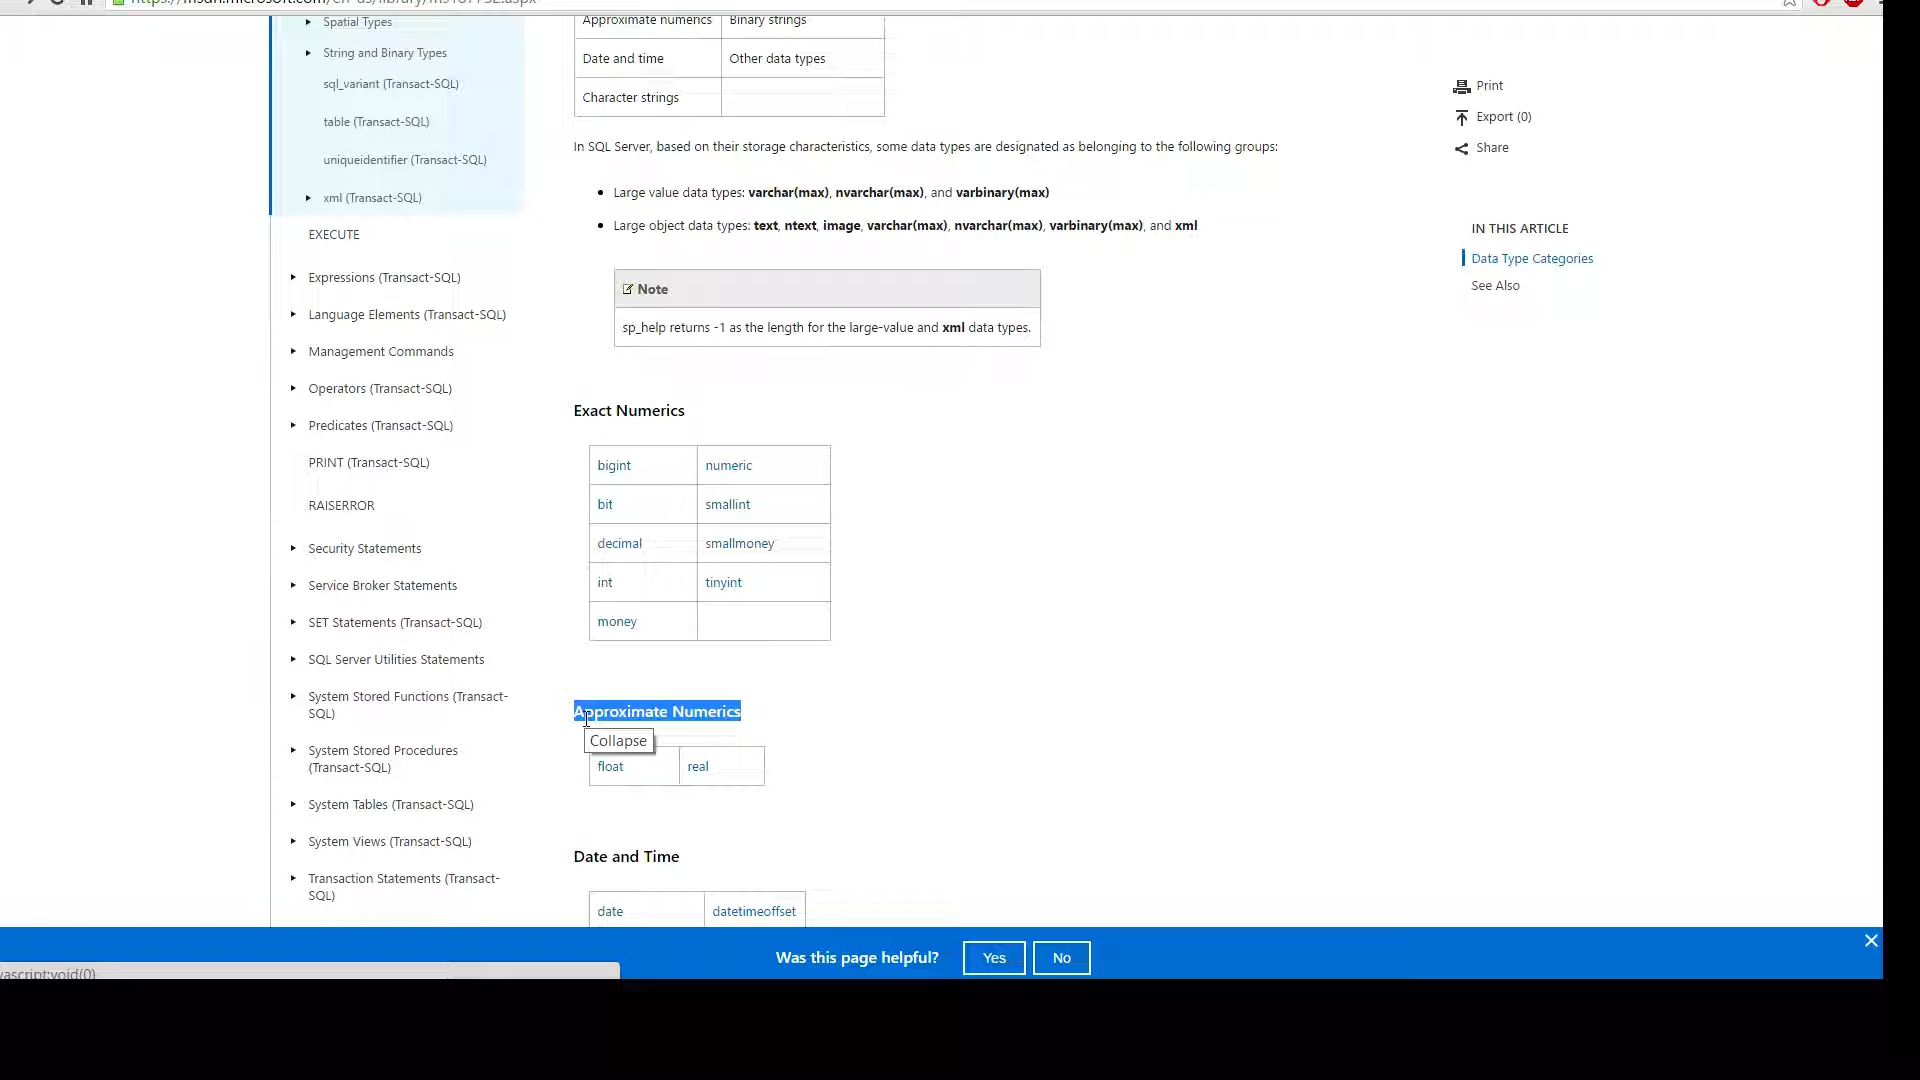 Spatial Types
String and Binary Types
sql_variant (Transact-SQL)
table (Transact-SQL)
uniqueidentifier (Transact-SQL)
xml (Transact-SQL)
EXECUTE
Expressions (Transact-SQL)
Language Elements (Transact-SQL)
Management Commands
Operators (Transact-SQL)
Predicates (Transact-SQL)
PRINT (Transact-SQL)
RAISERROR
Security Statements
Service Broker Statements
SET Statements (Transact-SQL)
SQL Server Utilities Statements
System Stored Functions (Transact-
SQL)
System Stored Procedures
(Transact-SQL)
System Tables (Transact-SQL)
System Views (Transact-SQL)
Transaction Statements (Transact-
SQL)
Approximate numerics Binary strings
Date and time Other data types
Character strings
In SQL Server, based on their storage characteristics, some data types are designated as belonging to the following groups:
• Large value data types: varchar(max), nvarchar(max), and varbinary(max)
• Large object data types: text, ntext, image, varchar(max), nvarchar(max), varbinary(max), and xml
Note
sp_help returns -1 as the length for the large-value and xml data types.
Exact Numerics
bigint numeric
bit smallint
decimal smallmoney
int tinyint
money
Approximate Numerics
Collapse
float real
Date and Time
date datetimeoffset
Print
Export (0)
Share
IN THIS ARTICLE
Data Type Categories
See Also
Was this page helpful? Yes No